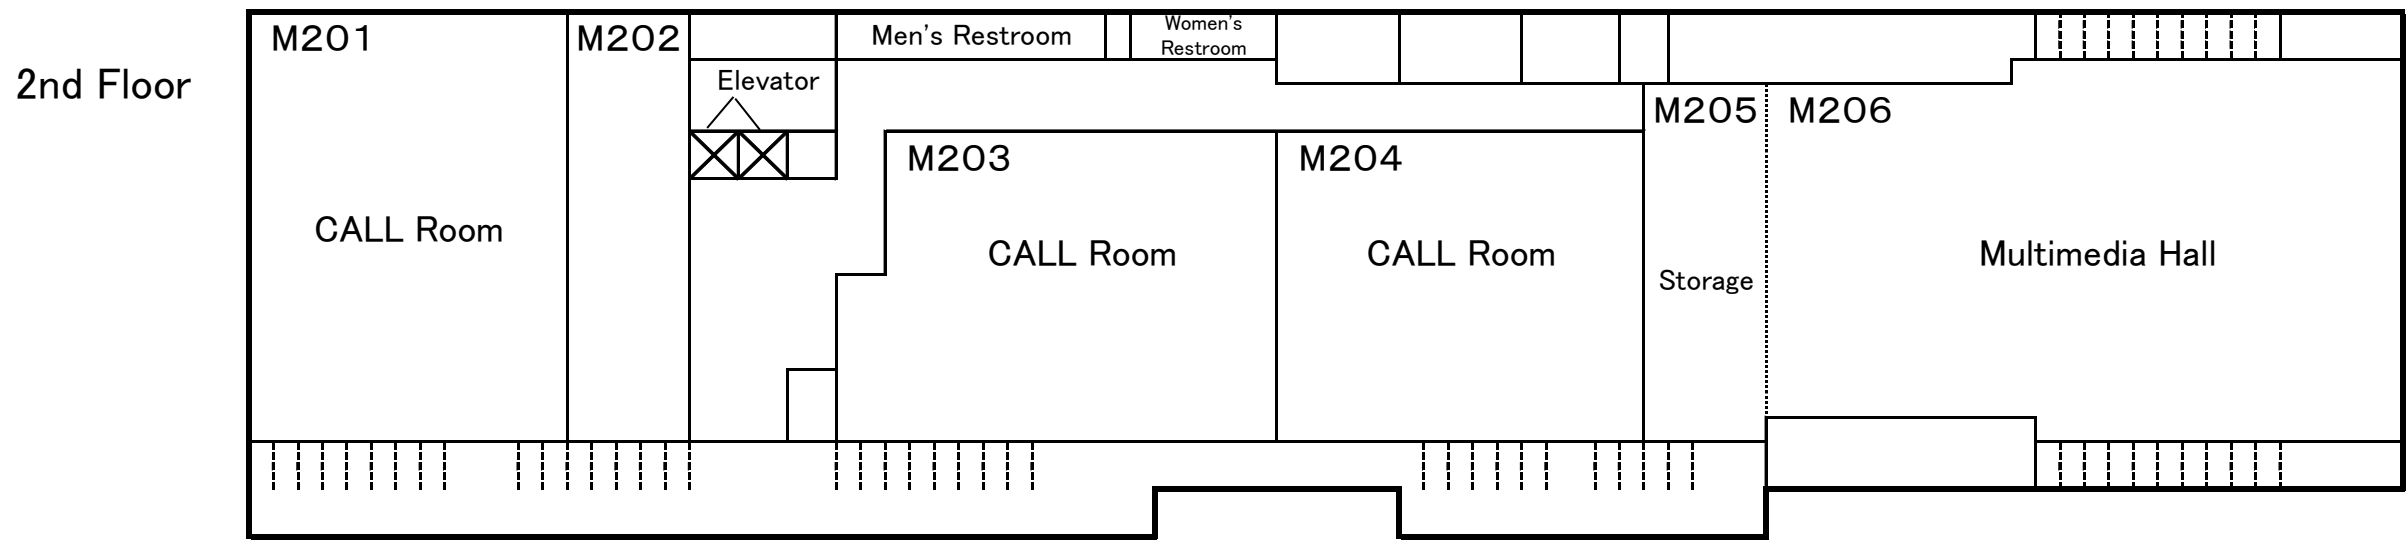 2nd Floor
M201
CALL Room
M202
Elevator
Men's Restroom
Women's
Restroom
M203
CALL Room
M204
CALL Room
M205
Storage
M206
Multimedia Hall